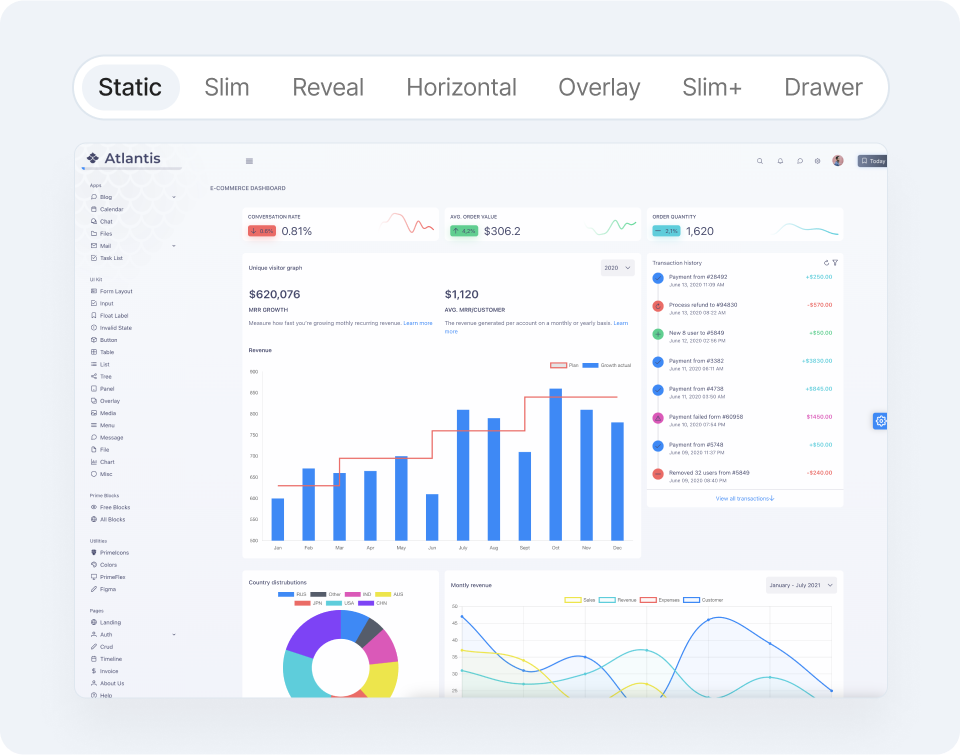 Static Slim Reveal Horizontal Overlay Slim+ Drawer
Atlantis
Today
Apps
Blog
Calendar
Chat
Files
Mail
Task List
UI Kit
Form Layout
Input
Float Label
Invalid State
Button
Table
List
Tree
Panel
Overlay
Media
Menu
Message
File
Chart
Misc
Prime Blocks
Free Blocks
All Blocks
Utilities
PrimeIcons
Colors
PrimeFlex
Figma
Pages
Landing
Auth
Crud
Timeline
Invoice
About Us
Help
E-COMMERCE DASHBOARD
CONVERSATION RATE
0.6% 0.81%
AVG. ORDER VALUE
4,2% $306.2
ORDER QUANTITY
2,1% 1,620
Unique visitor graph
2020
$620,076
MRR GROWTH
Measure how fast you're growing mothly recurring revenue. Learn more
$1,120
AVG. MRR/CUSTOMER
The revenue generated per account on a monthly or yearly basis. Learn
more
Revenue
Plan Growth actual
900
850
850
790
750
700
690
650
600
550
500
Jan Feb Mar Apr May Jun July Aug Sept Oct Nov Dec
Transaction history
Payment from #28492 +$250.00
June 13, 2020 11:09 AM
Process refund to #94830 -$570.00
June 13, 2020 08:22 AM
New 8 user to #5849 +$50.00
June 12, 2020 02:56 PM
Payment from #3382 +$3830.00
June 11, 2020 06:11 AM
Payment from #4738 +$845.00
June 11, 2020 03:50 AM
Payment failed form #60958 $1450.00
June 10, 2020 07:54 PM
Payment from #5748 +$50.00
June 09, 2020 11:37 PM
Removed 32 users from #5849 -$240.00
June 09, 2020 08:40 PM
View all transactions
Country distrubutions
RUS Other IND AUS
JPN USA CHN
Montly revenue
January - July 2021
Sales Revenue Expenses Customer
50
45
40
35
30
25